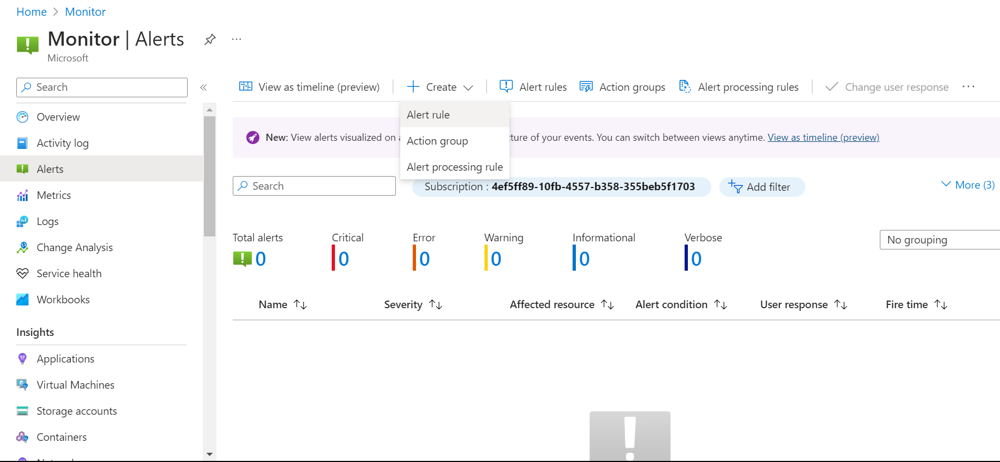 Home > Monitor
Monitor | Alerts
...
Microsoft
Search
«
Overview
Activity log
Alerts
Metrics
Logs
Change Analysis
Service health
Workbooks
Insights
Applications
Virtual Machines
Storage accounts
Containers
View as timeline (preview)
Create
Alert rules
Action groups
Alert processing rules
Change user response
...
Alert rule
Action group
Alert processing rule
New: View alerts visualized on ture of your events. You can switch between views anytime. View as timeline (preview)
Search
Subscription : 4ef5ff89-10fb-4557-b358-355beb5f1703
Add filter
More (3)
Total alerts
0
Critical
0
Error
0
Warning
0
Informational
0
Verbose
0
No grouping
Name ↑↓ Severity ↑↓ Affected resource ↑↓ Alert condition ↑↓ User response ↑↓ Fire time ↑↓